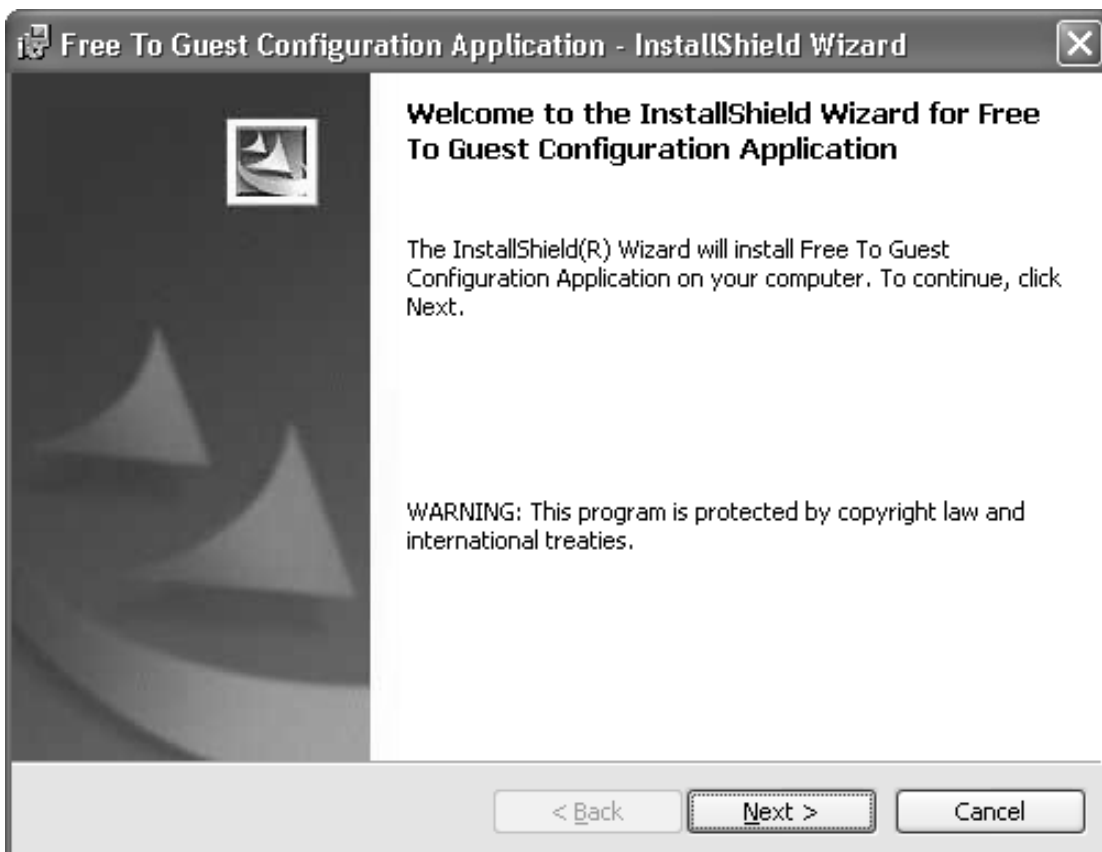 Free To Guest Configuration Application - InstallShield Wizard
Welcome to the InstallShield Wizard for Free
To Guest Configuration Application
The InstallShield(R) Wizard will install Free To Guest
Configuration Application on your computer. To continue, click
Next.
WARNING: This program is protected by copyright law and
international treaties.
< Back
Next >
Cancel